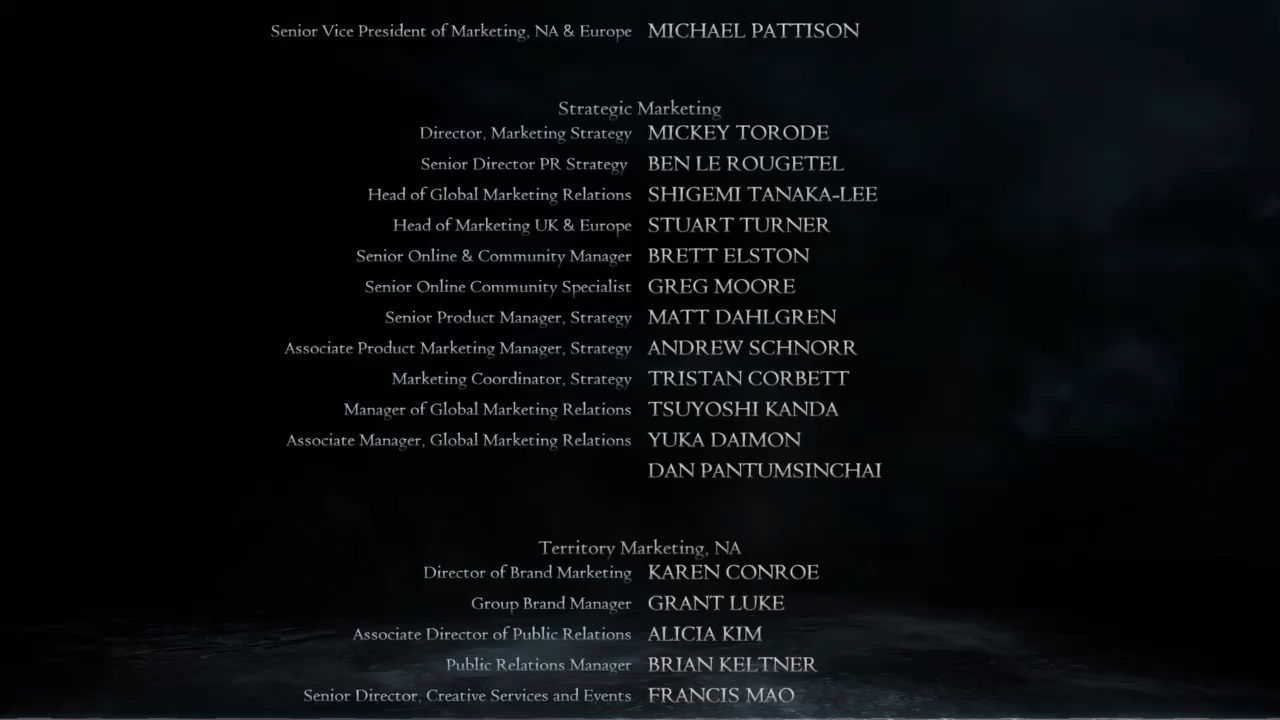 Senior Vice President of Marketing, NA & Europe MICHAEL PATTISON
Strategic Marketing
Director, Marketing Strategy MICKEY TORODE
Senior Director PR Strategy BEN LE ROUGETEL
Head of Global Marketing Relations SHIGEMI TANAKA-LEE
Head of Marketing UK & Europe STUART TURNER
Senior Online & Community Manager BRETT ELSTON
Senior Online Community Specialist GREG MOORE
Senior Product Manager, Strategy MATT DAHLGREN
Associate Product Marketing Manager, Strategy ANDREW SCHNORR
Marketing Coordinator, Strategy TRISTAN CORBETT
Manager of Global Marketing Relations TSUYOSHI KANDA
Associate Manager, Global Marketing Relations YUKA DAIMON
DAN PANTUMSINCHAI
Territory Marketing, NA
Director of Brand Marketing KAREN CONROE
Group Brand Manager GRANT LUKE
Associate Director of Public Relations ALICIA KIM
Public Relations Manager BRIAN KELTNER
Senior Director, Creative Services and Events FRANCIS MAO